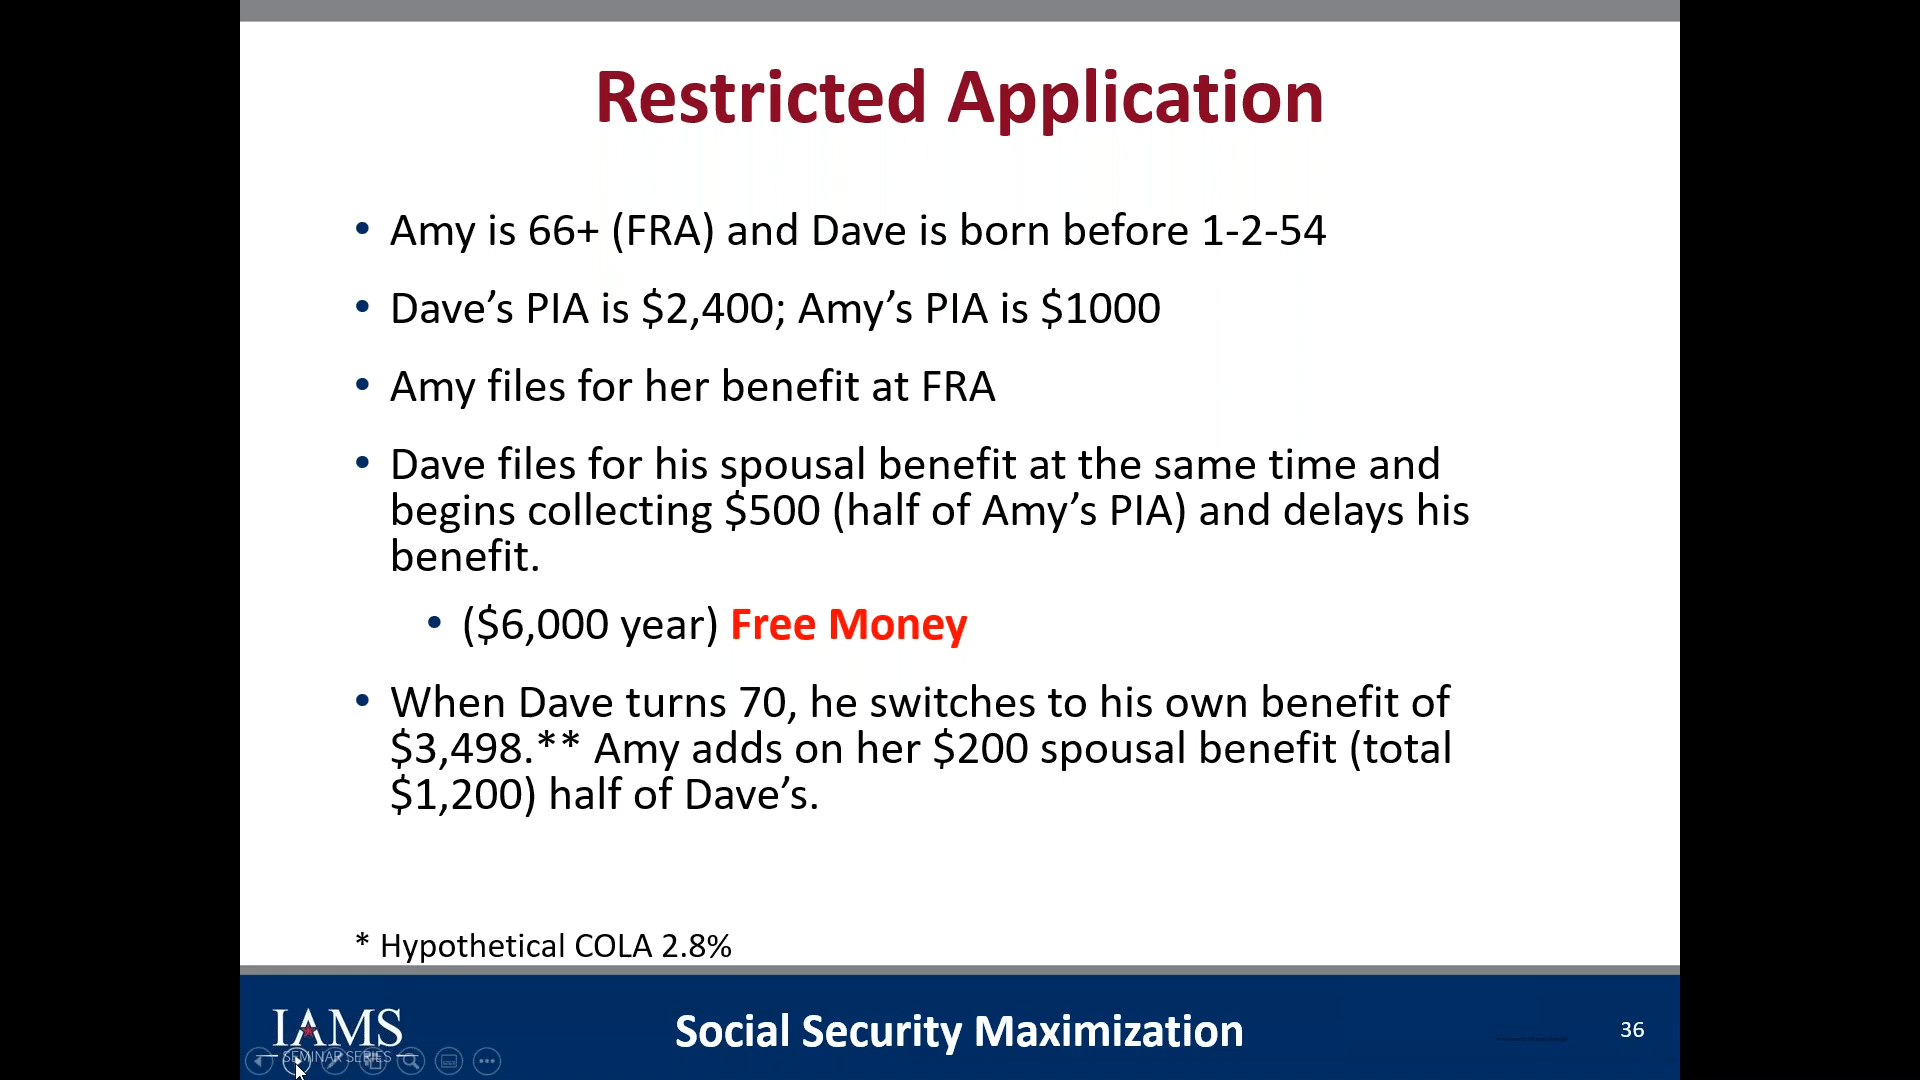 Restricted Application
• Amy is 66+ (FRA) and Dave is born before 1-2-54
• Dave’s PIA is $2,400; Amy’s PIA is $1000
• Amy files for her benefit at FRA
• Dave files for his spousal benefit at the same time and
begins collecting $500 (half of Amy’s PIA) and delays his
benefit.
• ($6,000 year) Free Money
• When Dave turns 70, he switches to his own benefit of
$3,498.** Amy adds on her $200 spousal benefit (total
$1,200) half of Dave’s.
* Hypothetical COLA 2.8%
IAMS
SEMINAR SERIES
Social Security Maximization
36